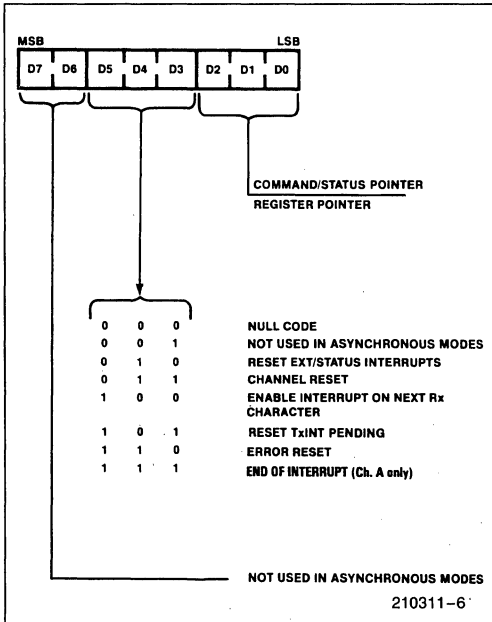 MSB LSB
D7 D6 D5 D4 D3 D2 D1 D0
COMMAND/STATUS POINTER
REGISTER POINTER
0 0 0 NULL CODE
0 0 1 NOT USED IN ASYNCHRONOUS MODES
0 1 0 RESET EXT/STATUS INTERRUPTS
0 1 1 CHANNEL RESET
1 0 0 ENABLE INTERRUPT ON NEXT Rx
CHARACTER
1 0 1 RESET TxINT PENDING
1 1 0 ERROR RESET
1 1 1 END OF INTERRUPT (Ch. A only)
NOT USED IN ASYNCHRONOUS MODES
210311-6